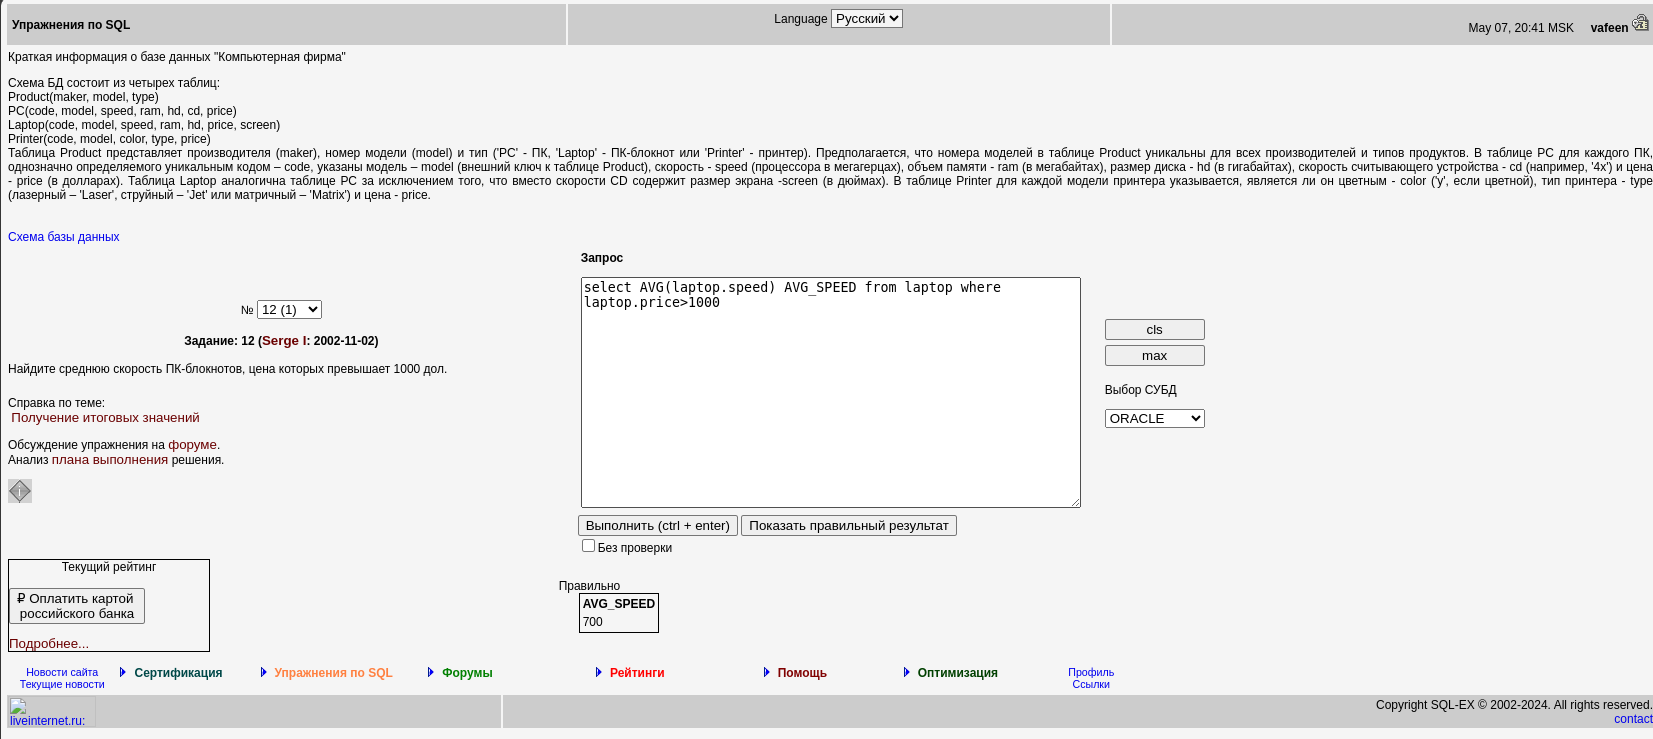 Упражнения по SQL
Language Русский
May 07, 20:41 MSK vafeen
Краткая информация о базе данных "Компьютерная фирма"
Схема БД состоит из четырех таблиц:
Product(maker, model, type)
PC(code, model, speed, ram, hd, cd, price)
Laptop(code, model, speed, ram, hd, price, screen)
Printer(code, model, color, type, price)
Таблица Product представляет производителя (maker), номер модели (model) и тип ('PC' - ПК, 'Laptop' - ПК-блокнот или 'Printer' - принтер). Предполагается, что номера моделей в таблице Product уникальны для всех производителей и типов продуктов. В таблице PC для каждого ПК,
однозначно определяемого уникальным кодом – code, указаны модель – model (внешний ключ к таблице Product), скорость - speed (процессора в мегагерцах), объем памяти - ram (в мегабайтах), размер диска - hd (в гигабайтах), скорость считывающего устройства - cd (например, '4x') и цена
- price (в долларах). Таблица Laptop аналогична таблице РС за исключением того, что вместо скорости CD содержит размер экрана -screen (в дюймах). В таблице Printer для каждой модели принтера указывается, является ли он цветным - color ('y', если цветной), тип принтера - type
(лазерный – 'Laser', струйный – 'Jet' или матричный – 'Matrix') и цена - price.
Схема базы данных
Запрос
select AVG(laptop.speed) AVG_SPEED from laptop where
laptop.price>1000
№ 12 (1)
Задание: 12 (Serge I: 2002-11-02)
Найдите среднюю скорость ПК-блокнотов, цена которых превышает 1000 дол.
Справка по теме:
Получение итоговых значений
Обсуждение упражнения на форуме.
Анализ плана выполнения решения.
cls
max
Выбор СУБД
ORACLE
Выполнить (ctrl + enter) Показать правильный результат
Без проверки
Текущий рейтинг
₽ Оплатить картой
российского банка
Подробнее...
Правильно
AVG_SPEED
700
Новости сайта
Текущие новости
Сертификация
Упражнения по SQL
Форумы
Рейтинги
Помощь
Оптимизация
Профиль
Ссылки
liveinternet.ru:
Copyright SQL-EX © 2002-2024. All rights reserved.
contact